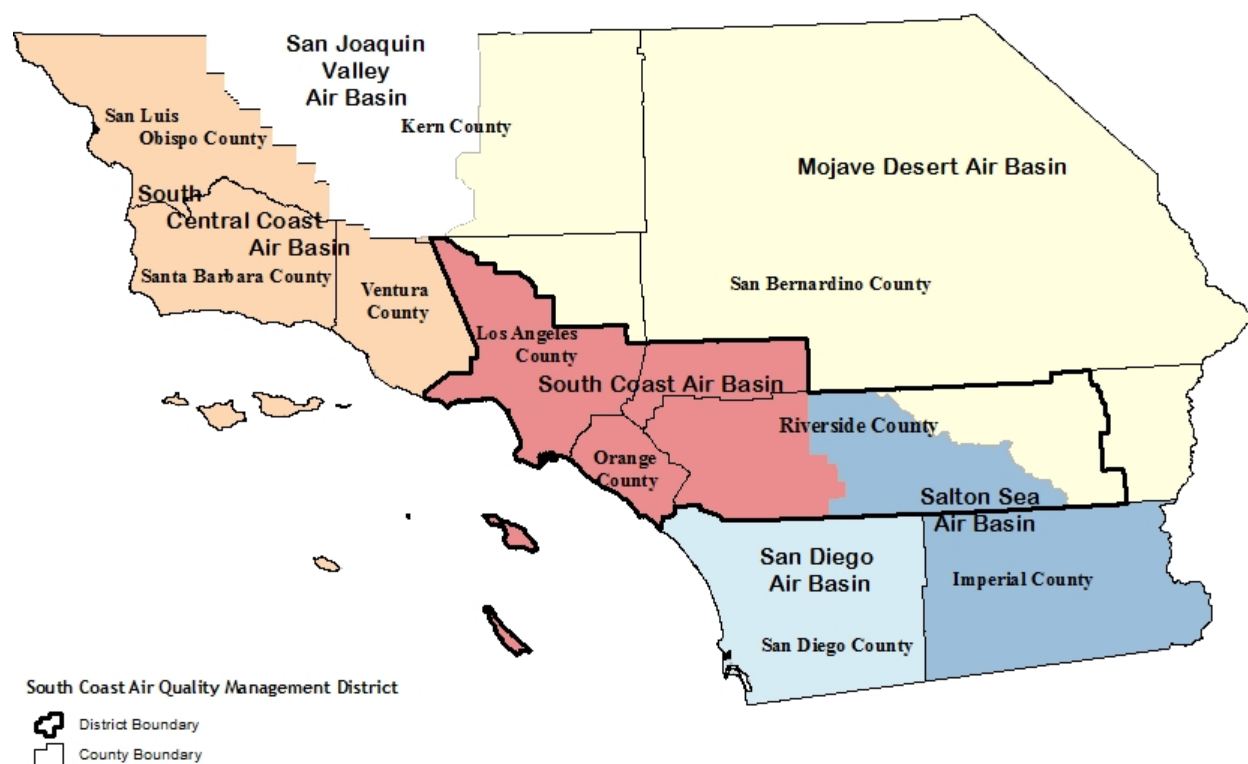 San Joaquin
Valley
Air Basin
Kern County
San Luis
Obispo County
Mojave Desert Air Basin
South
Central Coast
Air Basin
Santa Barbara County
Ventura
County
San Bernardino County
Los Angeles
County
South Coast Air Basin
Riverside County
Orange
County
Salton Sea
Air Basin
San Diego
Air Basin
Imperial County
San Diego County
South Coast Air Quality Management District
District Boundary
County Boundary